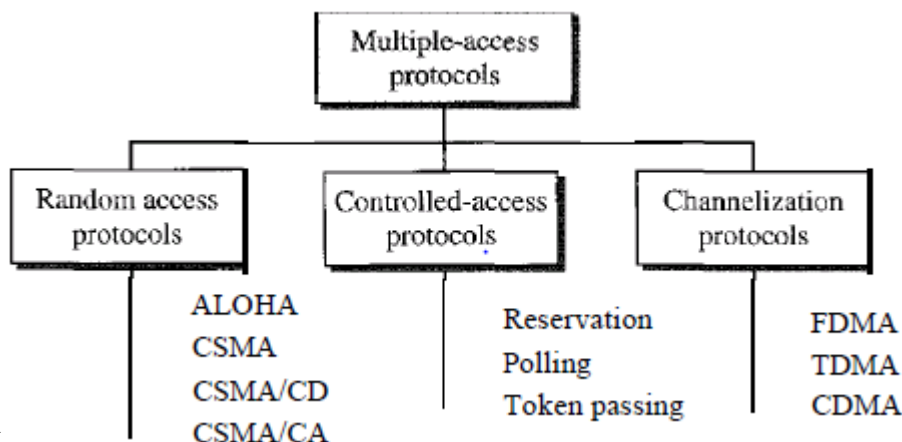 Multiple-access
protocols
Random access
protocols
Controlled-access
protocols
Channelization
protocols
ALOHA
CSMA
CSMA/CD
CSMA/CA
Reservation
Polling
Token passing
FDMA
TDMA
CDMA